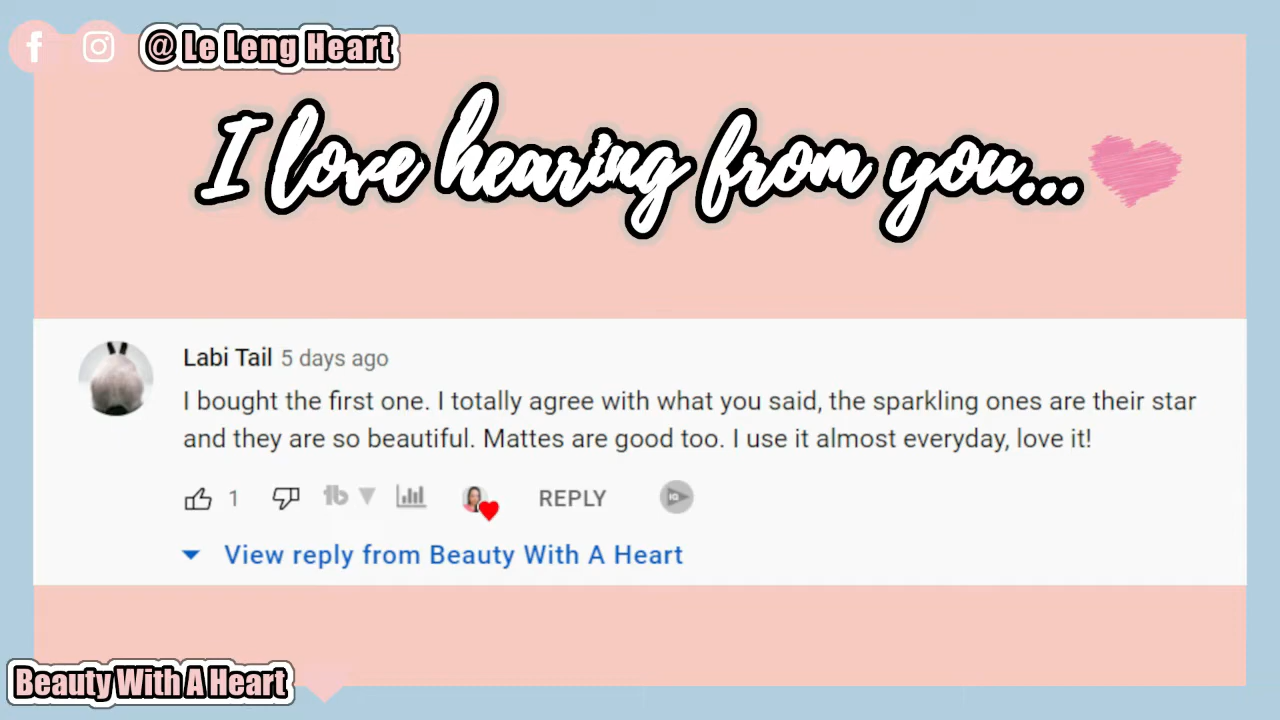 @ Le Leng Heart
I love hearing from you...
Labi Tail 5 days ago
I bought the first one. I totally agree with what you said, the sparkling ones are their star
and they are so beautiful. Mattes are good too. I use it almost everyday, love it!
1 REPLY
View reply from Beauty With A Heart
Beauty With A Heart